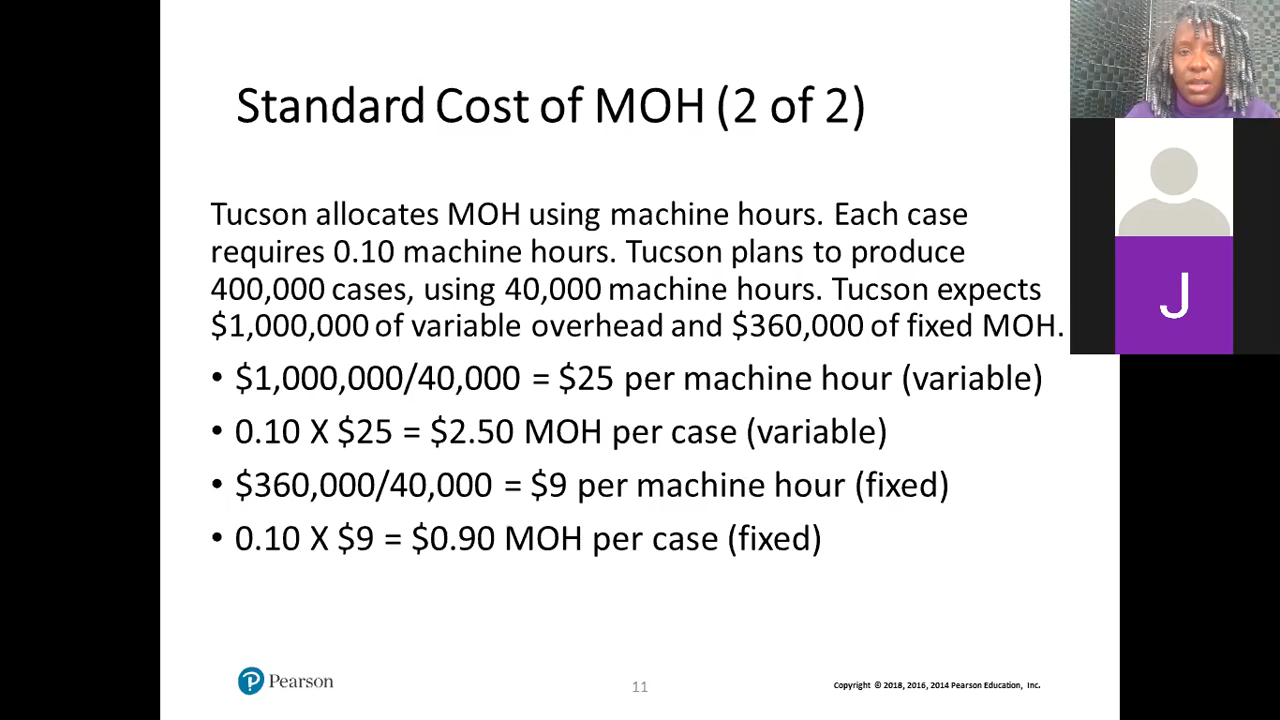 Standard Cost of MOH (2 of 2)
Tucson allocates MOH using machine hours. Each case
requires 0.10 machine hours. Tucson plans to produce
400,000 cases, using 40,000 machine hours. Tucson expects
$1,000,000 of variable overhead and $360,000 of fixed MOH.
• $1,000,000/40,000 = $25 per machine hour (variable)
• 0.10 X $25 = $2.50 MOH per case (variable)
• $360,000/40,000 = $9 per machine hour (fixed)
• 0.10 X $9 = $0.90 MOH per case (fixed)
P Pearson
11
Copyright © 2018, 2016, 2014 Pearson Education, Inc.
J